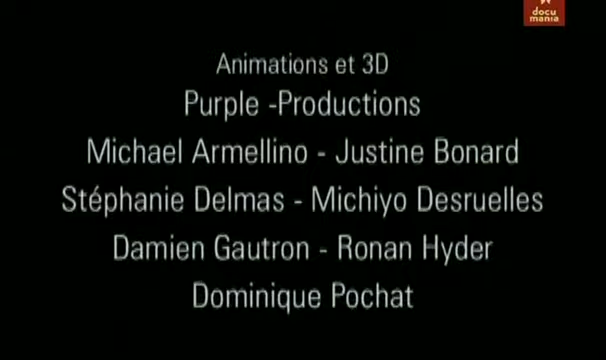 docu
mania
Animations et 3D
Purple -Productions
Michael Armellino - Justine Bonard
Stéphanie Delmas - Michiyo Desruelles
Damien Gautron - Ronan Hyder
Dominique Pochat